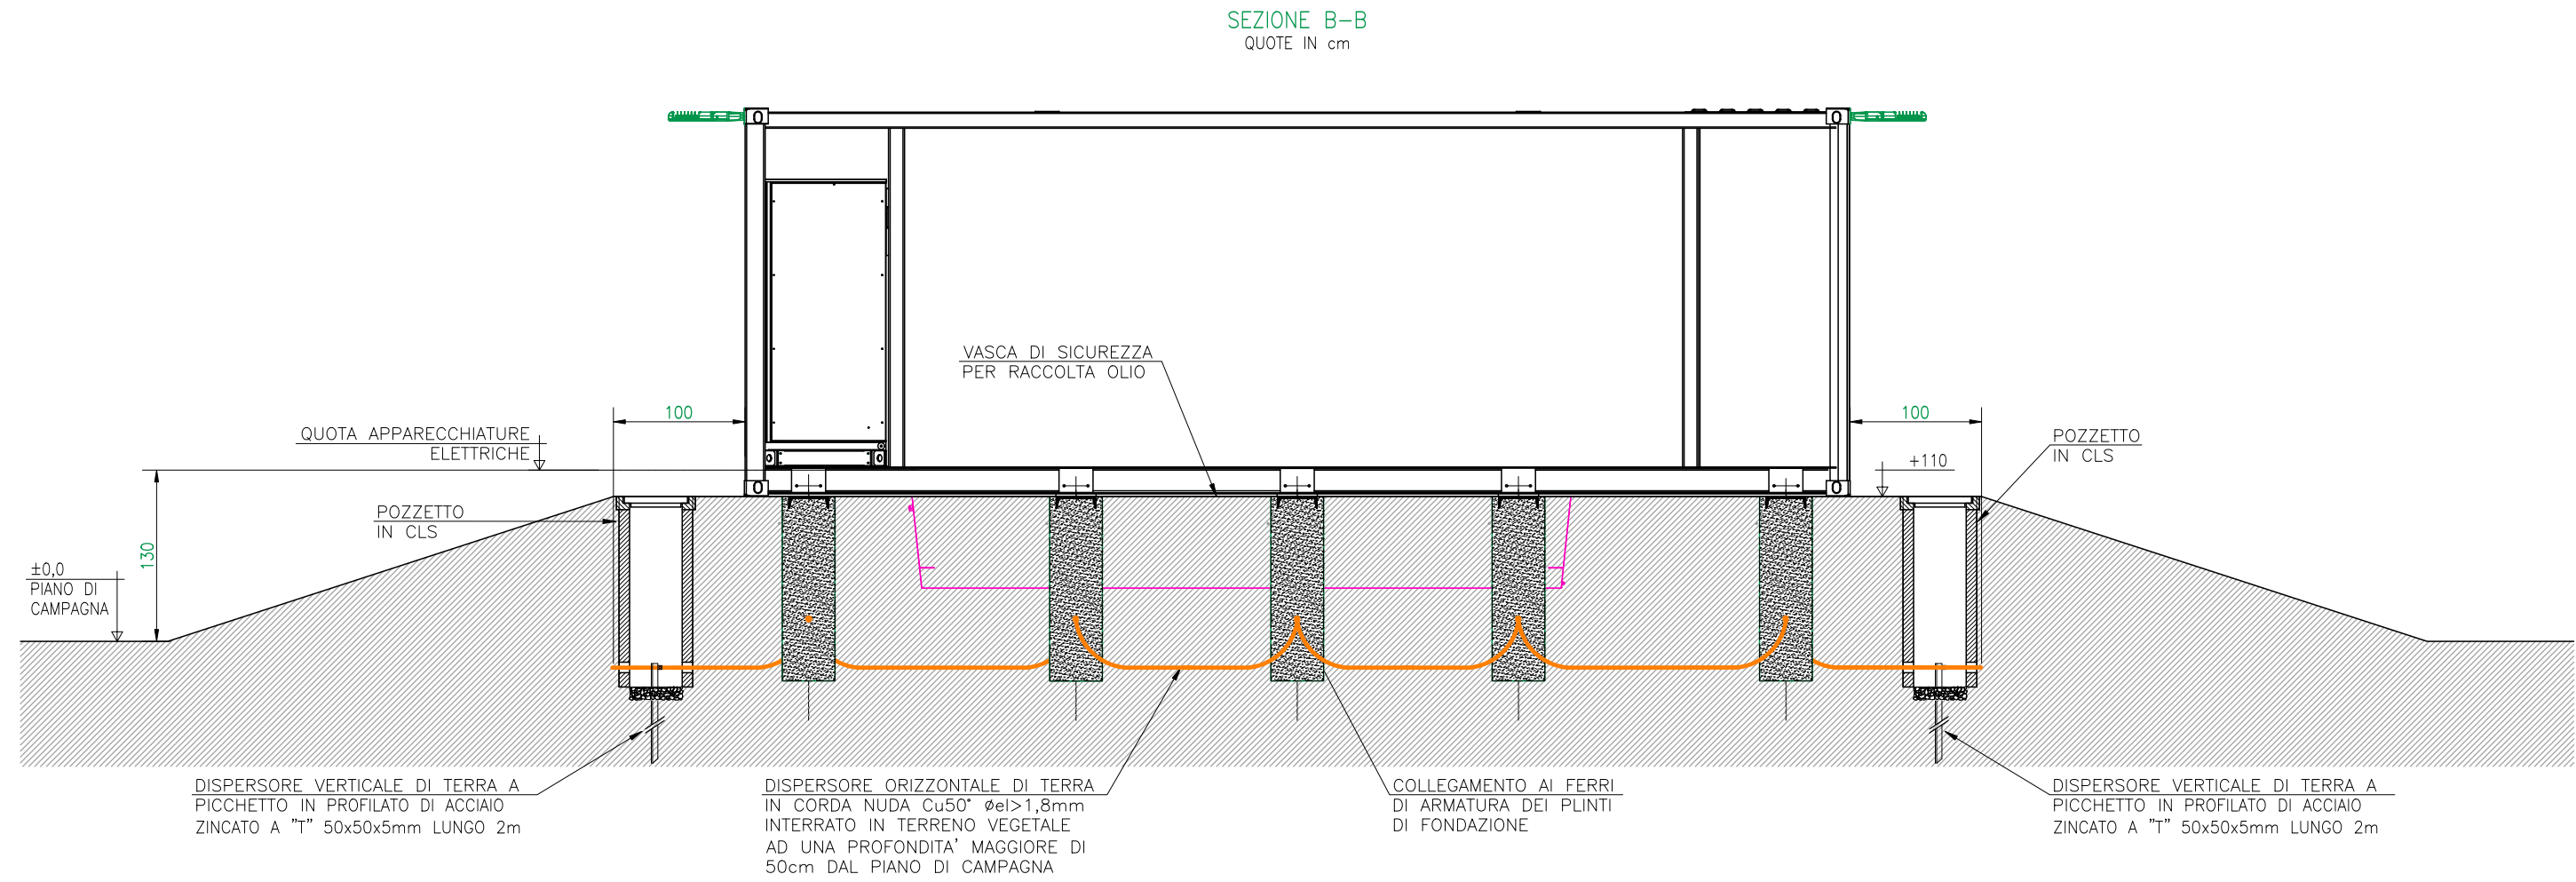 SEZIONE B-B
QUOTE IN cm
VASCA DI SICUREZZA
PER RACCOLTA OLIO
100
100
QUOTA APPARECCHIATURE
ELETTRICHE
POZZETTO
IN CLS
+110
POZZETTO
IN CLS
130
±0,0
PIANO DI
CAMPAGNA
DISPERSORE VERTICALE DI TERRA A
PICCHETTO IN PROFILATO DI ACCIAIO
ZINCATO A "T" 50x50x5mm LUNGO 2m
DISPERSORE ORIZZONTALE DI TERRA
IN CORDA NUDA Cu50° øel>1,8mm
INTERRATO IN TERRENO VEGETALE
AD UNA PROFONDITA' MAGGIORE DI
50cm DAL PIANO DI CAMPAGNA
COLLEGAMENTO AI FERRI
DI ARMATURA DEI PLINTI
DI FONDAZIONE
DISPERSORE VERTICALE DI TERRA A
PICCHETTO IN PROFILATO DI ACCIAIO
ZINCATO A "T" 50x50x5mm LUNGO 2m